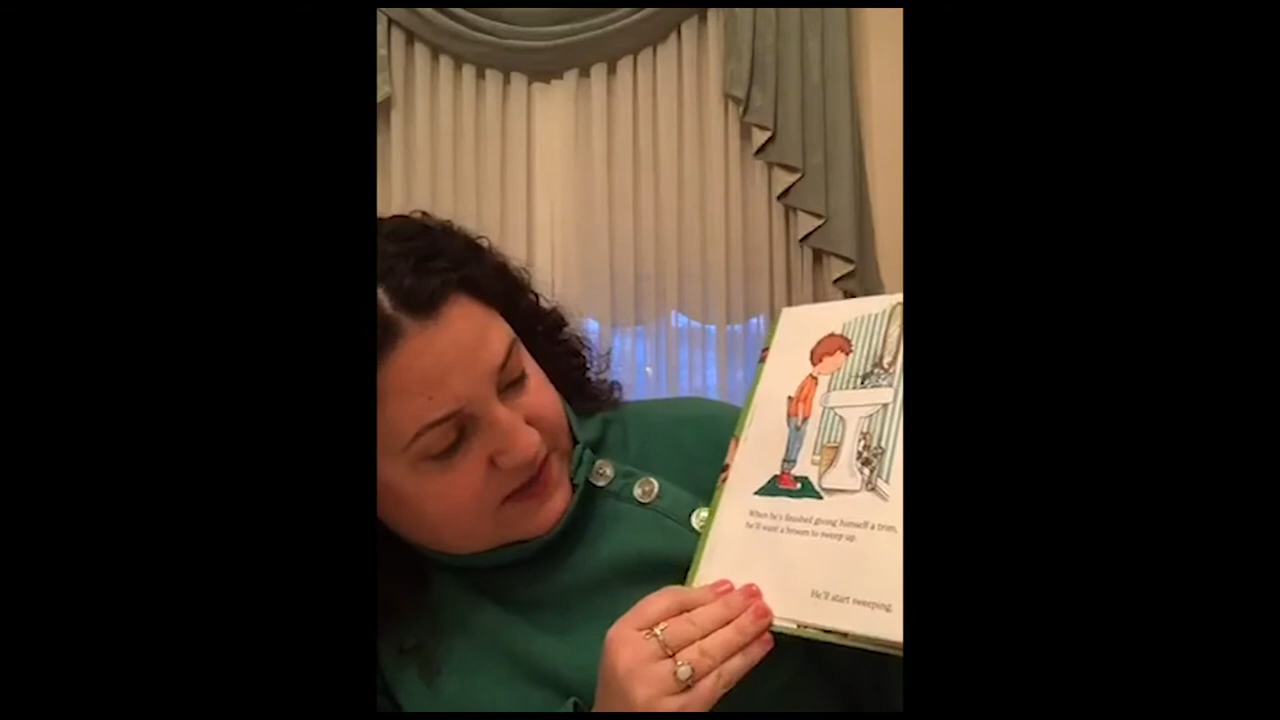 When he's finished giving himself a trim,
he'll want a broom to sweep up.
He'll start sweeping.